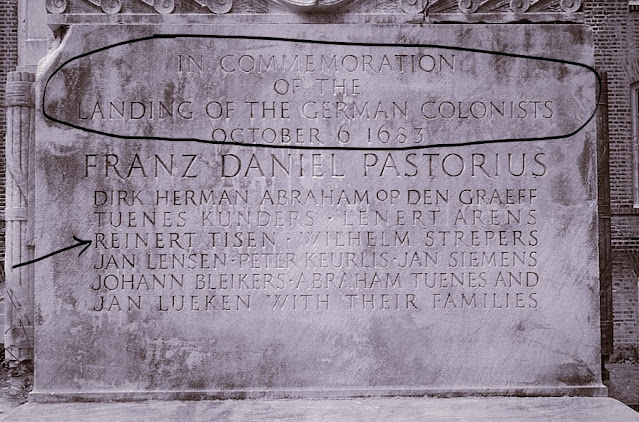 IN COMMEMORATION
OF THE
LANDING OF THE GERMAN COLONISTS
OCTOBER 6 1683
FRANZ DANIEL PASTORIUS
DIRK HERMAN ABRAHAM OP DEN GRAEFF
TUENES KUNDERS · LENERT ARENS
REINERT TISEN · WILHELM STREPERS
JAN LENSEN · PETER KEURLIS · JAN SIEMENS
JOHANN BLEIKERS · ABRAHAM TUENES AND
JAN LUEKEN WITH THEIR FAMILIES